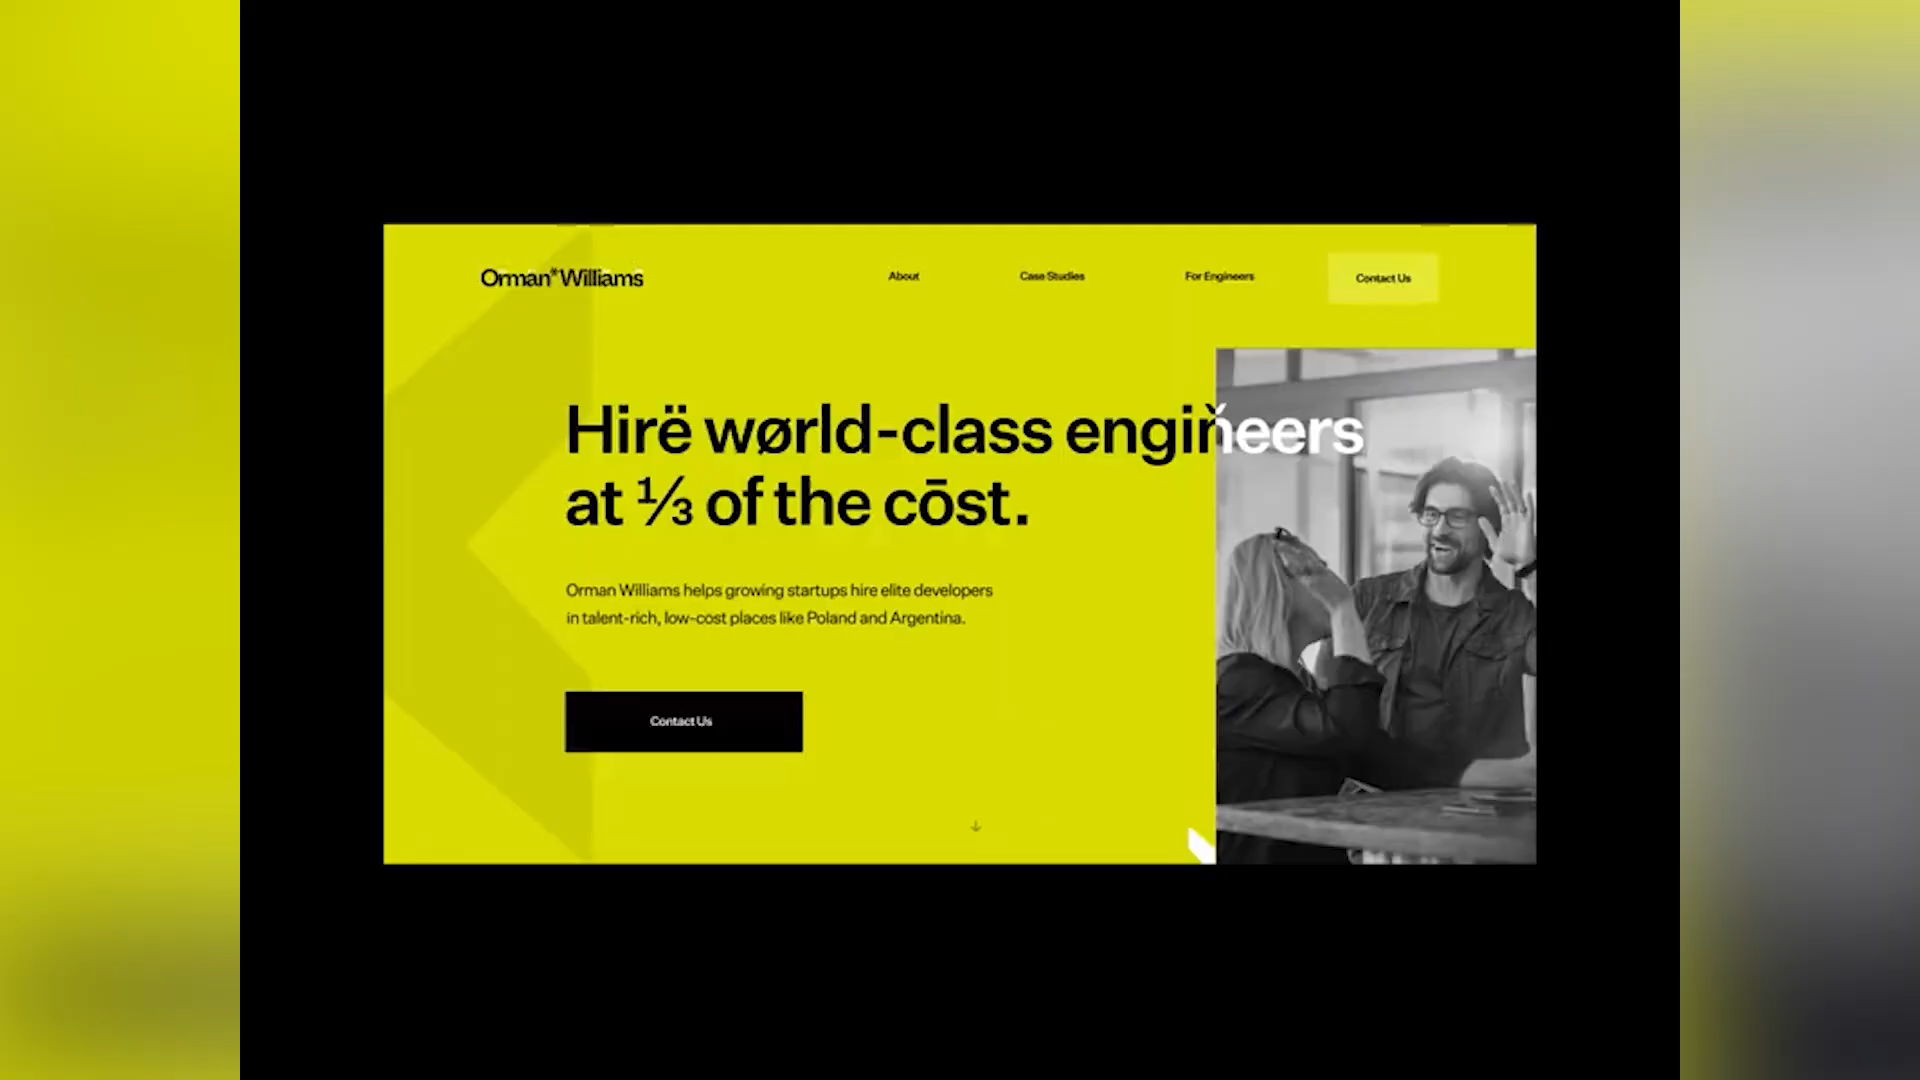 Orman*Williams
About
Case Studies
For Engineers
Contact Us
Hirë wørld-class engiňeers
at ⅓ of the cōst.
Orman Williams helps growing startups hire elite developers
in talent-rich, low-cost places like Poland and Argentina.
Contact Us